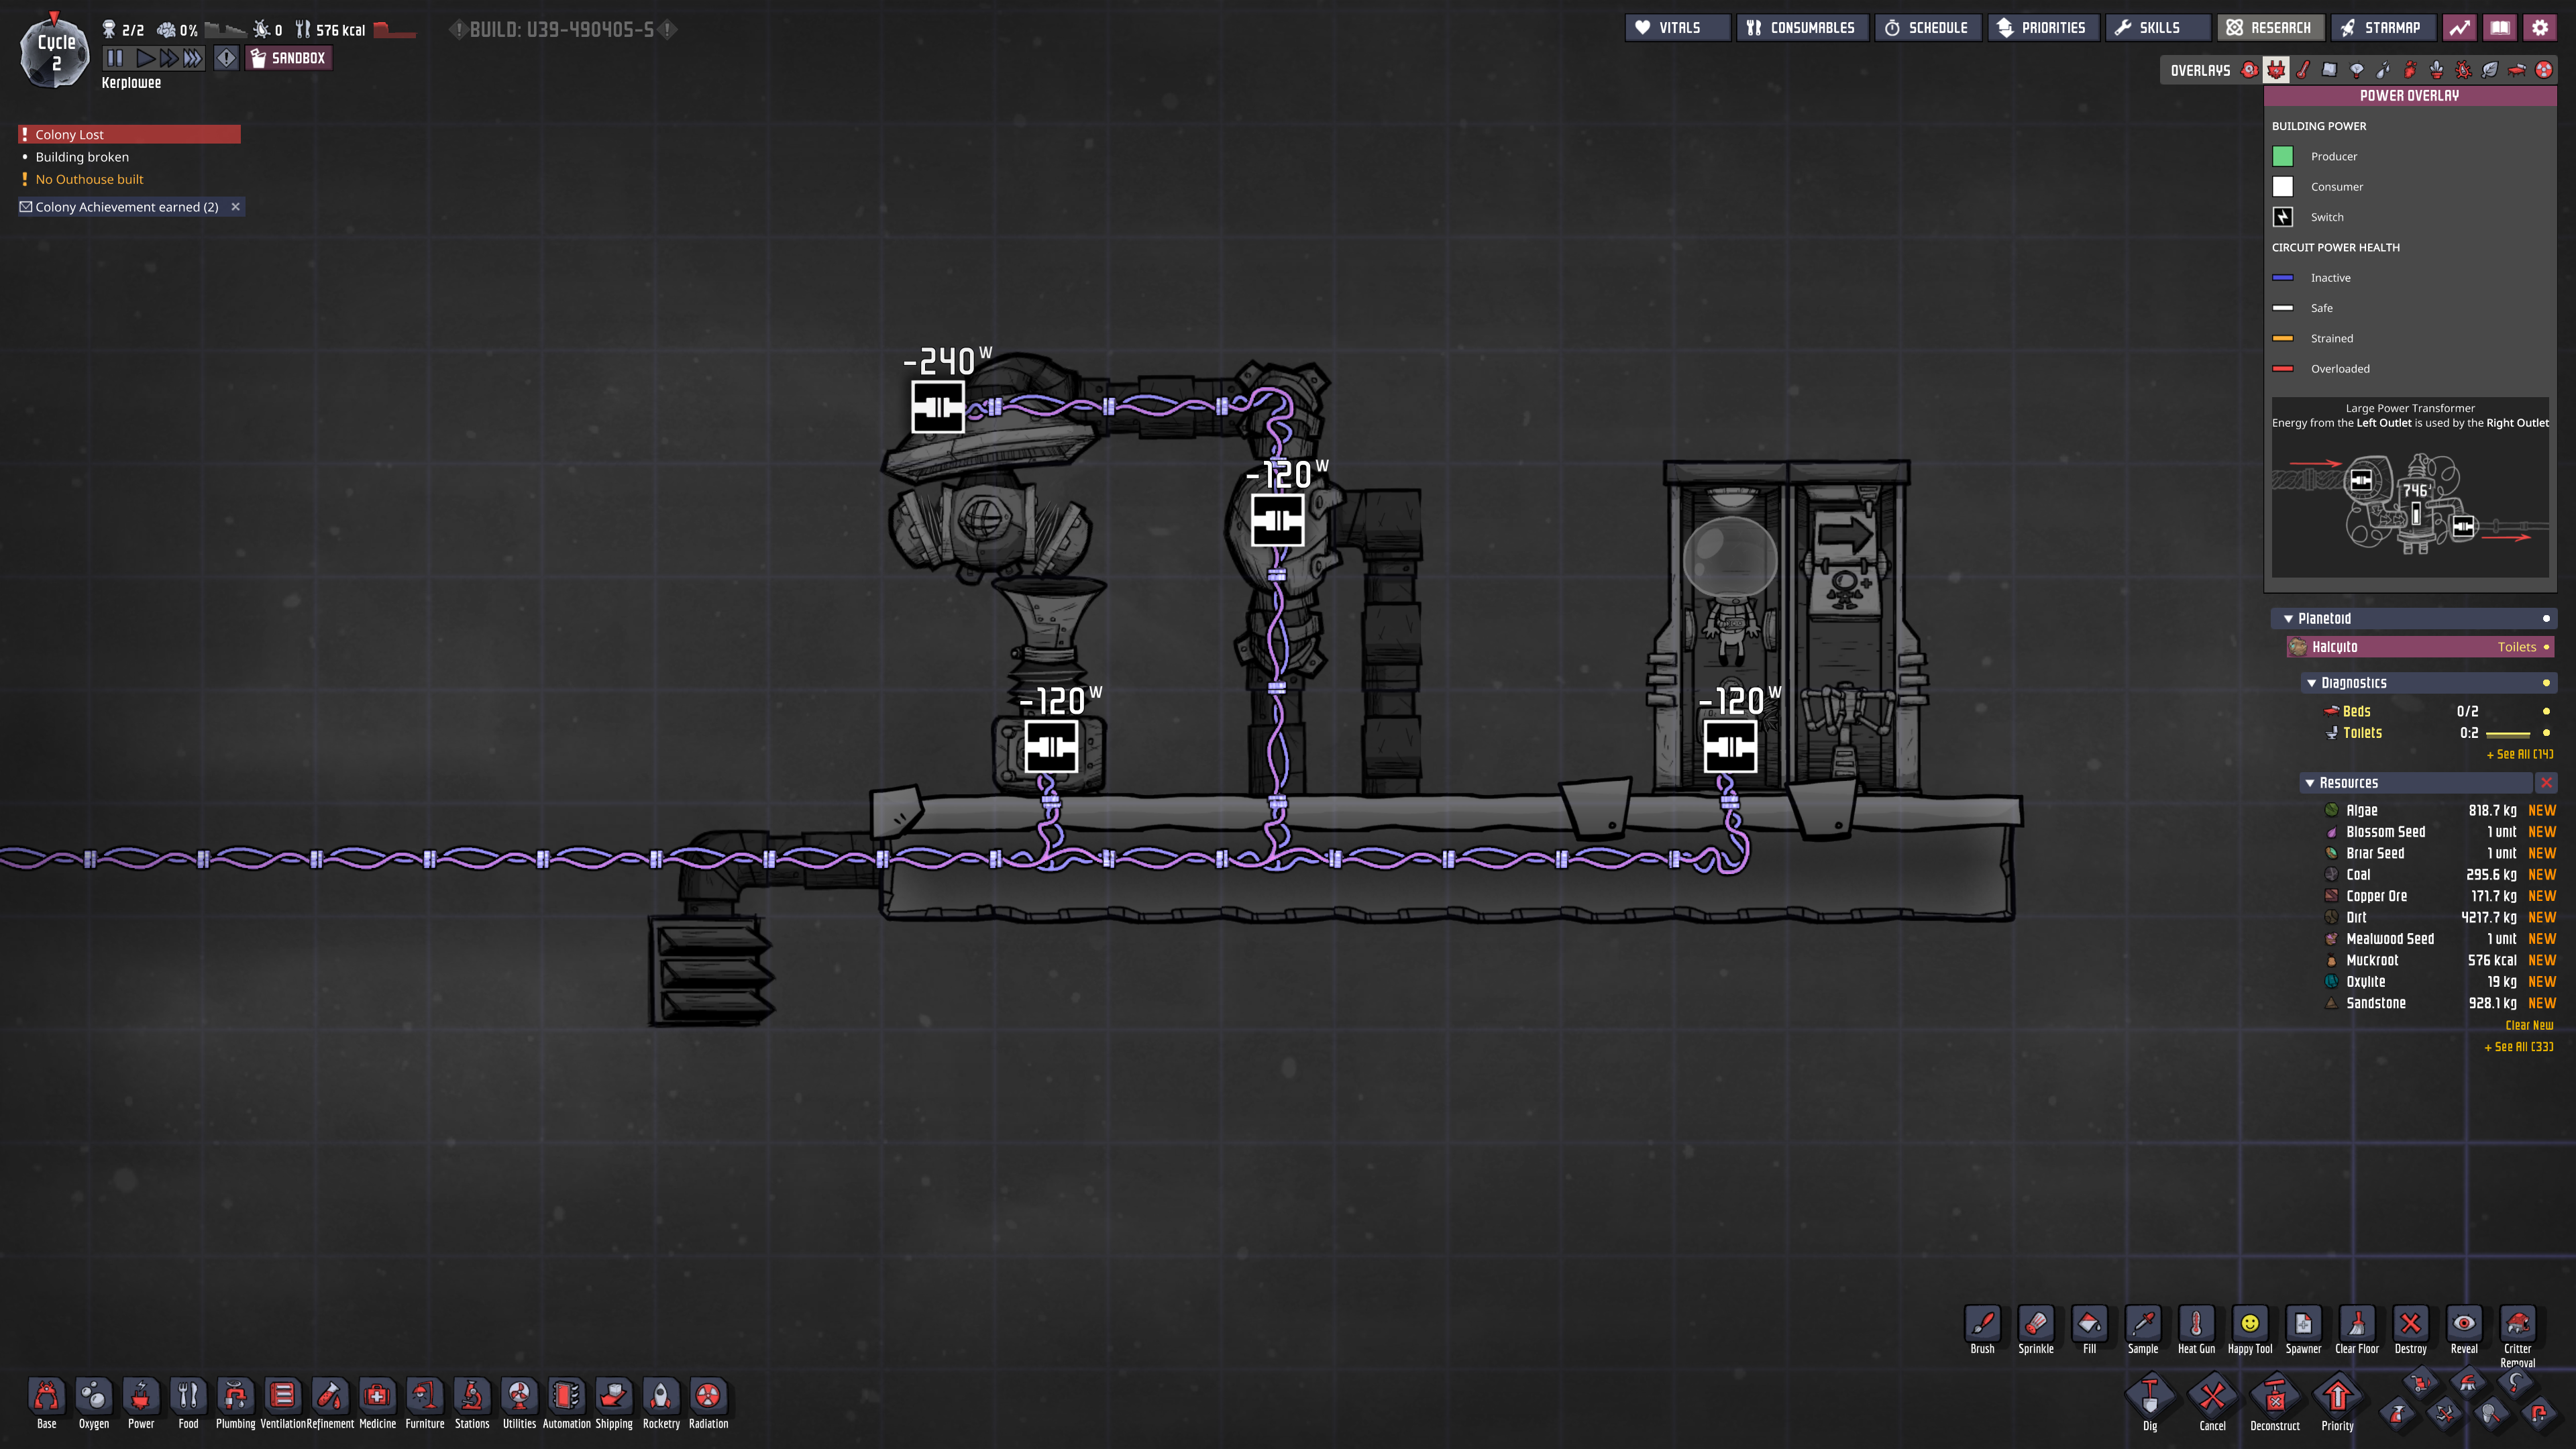 Cycle
2
2/2
0%
0
576 kcal
BUILD: U39-490405-S
SANDBOX
Kerplowee
VITALS
CONSUMABLES
SCHEDULE
PRIORITIES
SKILLS
RESEARCH
STARMAP
OVERLAYS
POWER OVERLAY
BUILDING POWER
Producer
Consumer
Switch
CIRCUIT POWER HEALTH
Inactive
Safe
Strained
Overloaded
Large Power Transformer
Energy from the Left Outlet is used by the Right Outlet
746
Colony Lost
Building broken
No Outhouse built
Colony Achievement earned (2)
-240 W
-120 W
-120 W
-120 W
Planetoid
Halcyito Toilets
Diagnostics
Beds 0/2
Toilets 0:2
+ See All (14)
Resources
Algae 818.7 kg NEW
Blossom Seed 1 unit NEW
Briar Seed 1 unit NEW
Coal 295.6 kg NEW
Copper Ore 171.7 kg NEW
Dirt 4217.7 kg NEW
Mealwood Seed 1 unit NEW
Muckroot 576 kcal NEW
Oxylite 19 kg NEW
Sandstone 928.1 kg NEW
Clear New
+ See All (33)
Brush
Sprinkle
Fill
Sample
Heat Gun
Happy Tool
Spawner
Clear Floor
Destroy
Reveal
Critter
Removal
Base
Oxygen
Power
Food
Plumbing
Ventilation
Refinement
Medicine
Furniture
Stations
Utilities
Automation
Shipping
Rocketry
Radiation
Dig
Cancel
Deconstruct
Priority